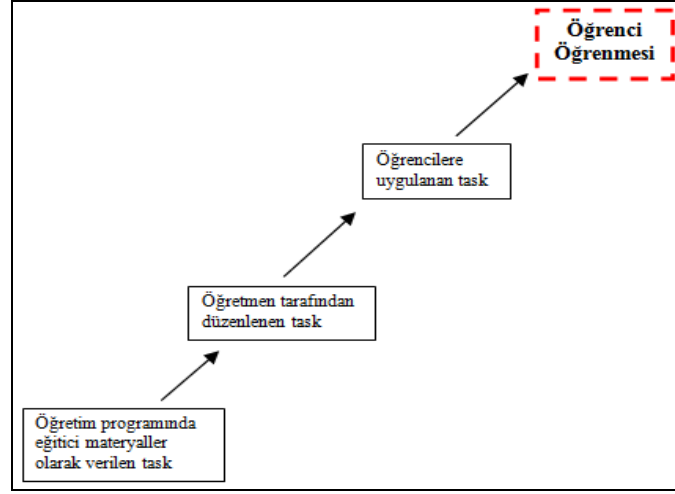 Öğrenci
Öğrenmesi
Öğrencilere
uygulanan task
Öğretmen tarafından
düzenlenen task
Öğretim programında
eğitici materyaller
olarak verilen task